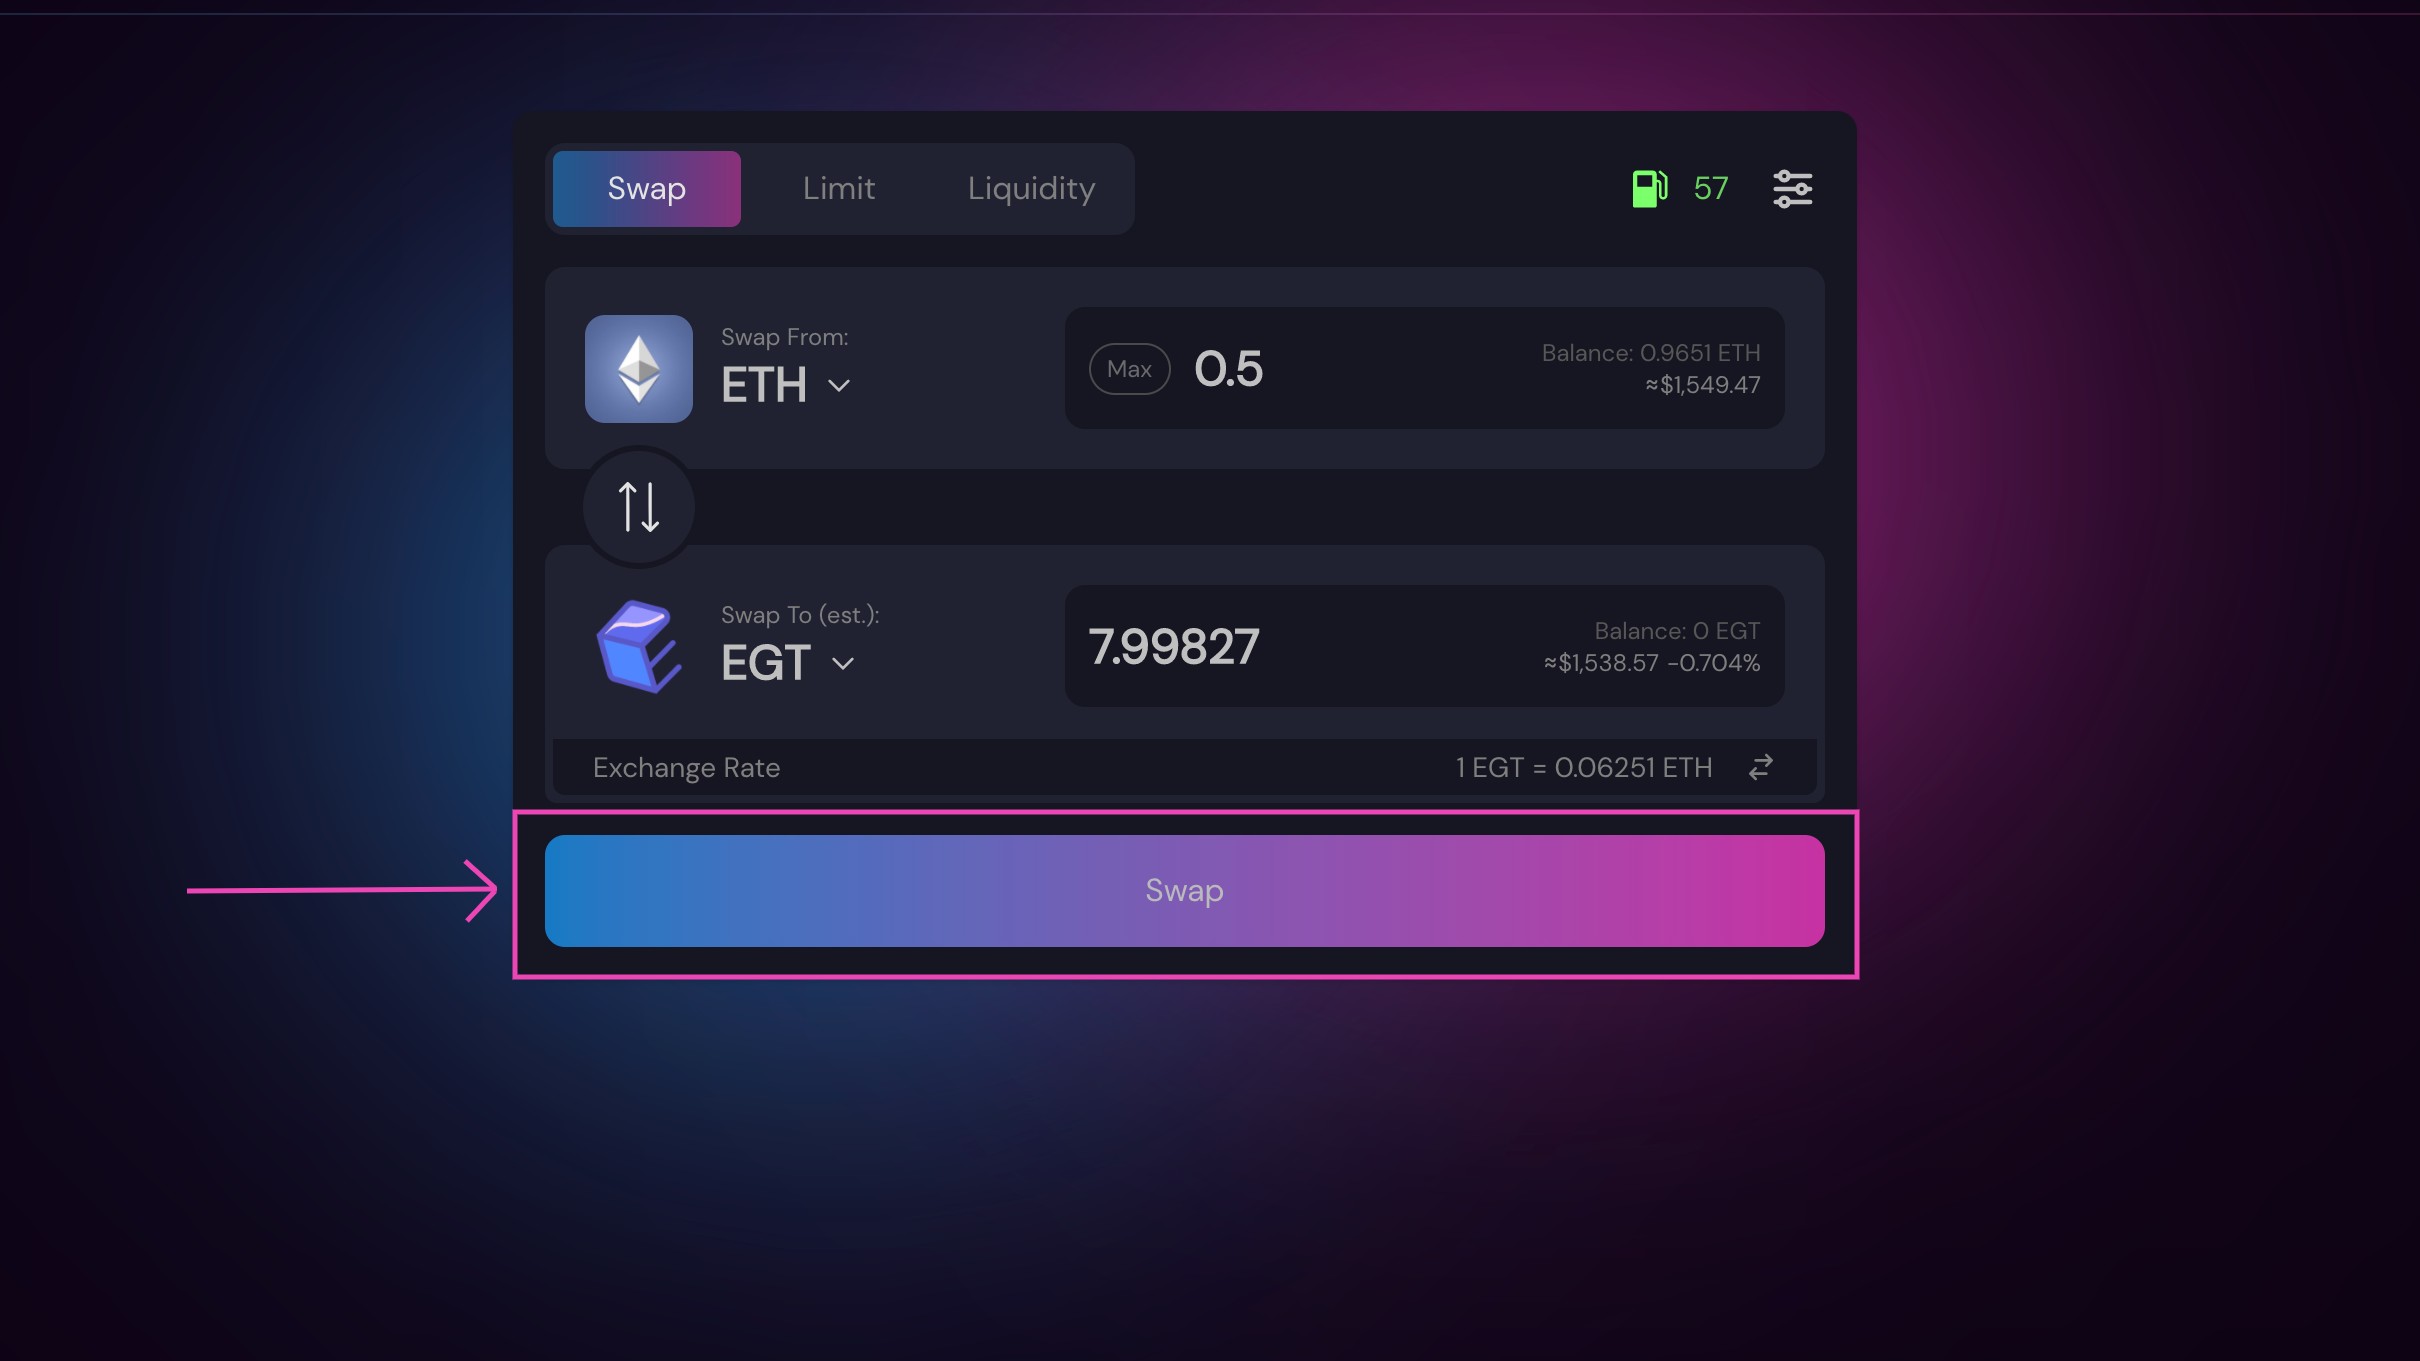 Swap Limit Liquidity 57
Swap From:
ETH
Max 0.5
Balance: 0.9651 ETH
≈$1,549.47
Swap To (est.):
EGT
7.99827
Balance: 0 EGT
≈$1,538.57 -0.704%
Exchange Rate 1 EGT = 0.06251 ETH
Swap